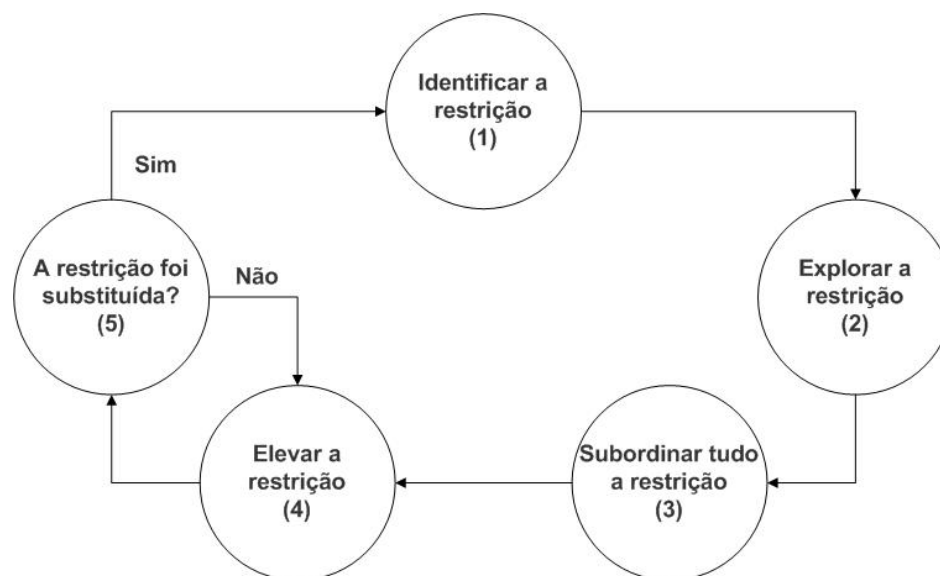 Identificar a
restrição
(1)
Sim
A restrição foi
substituída?
(5)
Não
Explorar a
restrição
(2)
Elevar a
restrição
(4)
Subordinar tudo
a restrição
(3)